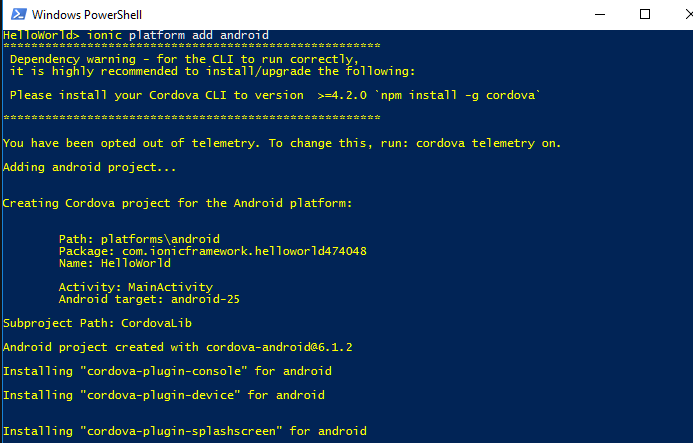 Windows PowerShell
HelloWorld> ionic platform add android
******************************************************
Dependency warning - for the CLI to run correctly,
it is highly recommended to install/upgrade the following:
Please install your Cordova CLI to version  >=4.2.0 `npm install -g cordova`
******************************************************
You have been opted out of telemetry. To change this, run: cordova telemetry on.
Adding android project...
Creating Cordova project for the Android platform:
Path: platforms\android
Package: com.ionicframework.helloworld474048
Name: HelloWorld
Activity: MainActivity
Android target: android-25
Subproject Path: CordovaLib
Android project created with cordova-android@6.1.2
Installing "cordova-plugin-console" for android
Installing "cordova-plugin-device" for android
Installing "cordova-plugin-splashscreen" for android